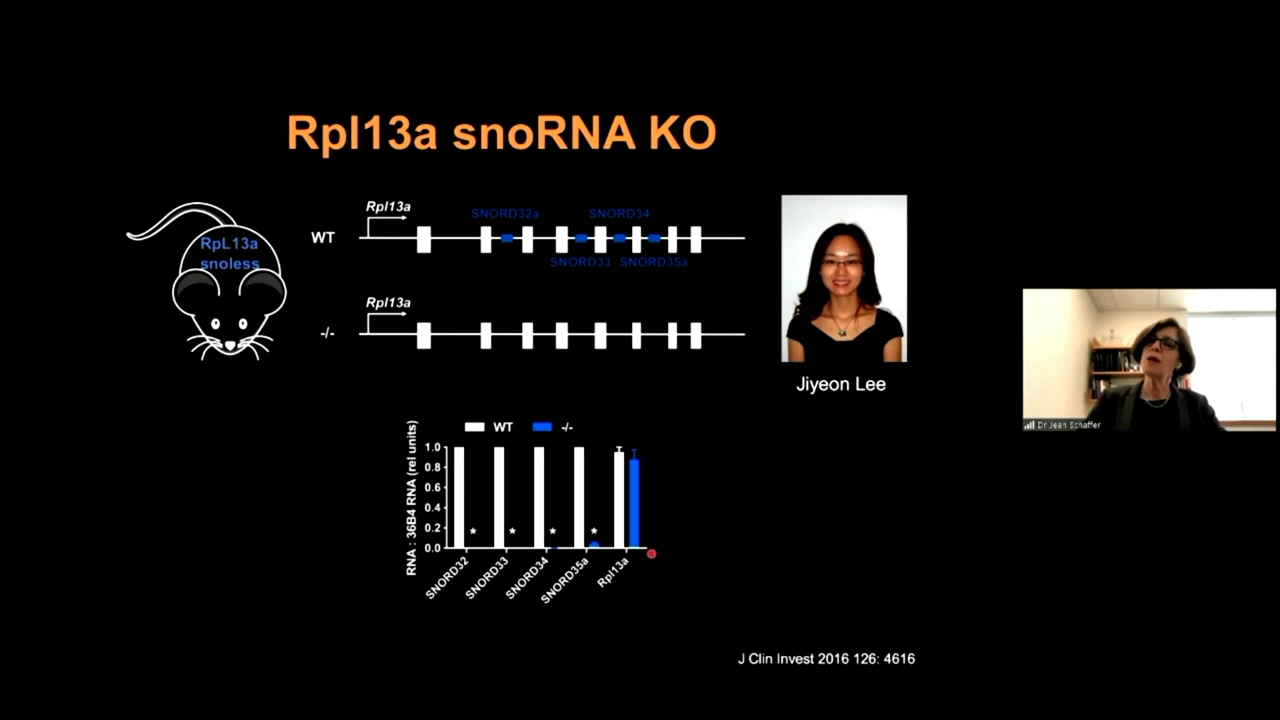 Rpl13a snoRNA KO
RpL13a
snoless
WT
Rpl13a
SNORD32a
SNORD34
SNORD33
SNORD35a
-/-
Rpl13a
Jiyeon Lee
Dr Jean Schaffer
WT
-/-
RNA : 36B4 RNA (rel units)
1.0
0.8
0.6
0.4
0.2
0.0
*
*
*
*
SNORD32
SNORD33
SNORD34
SNORD35a
Rpl13a
J Clin Invest 2016 126: 4616